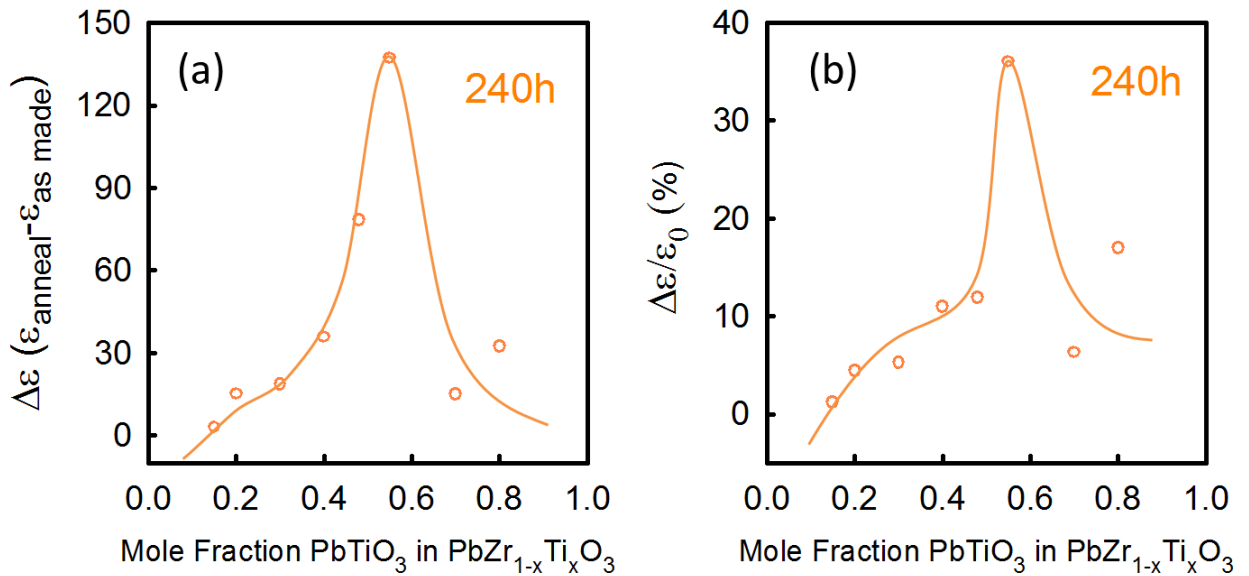 (a)
240h
150
120
90
60
30
0
0.0 0.2 0.4 0.6 0.8 1.0
Δε (ε_anneal-ε_as made)
Mole Fraction PbTiO₃ in PbZr₁₋ₓTiₓO₃
(b)
240h
40
30
20
10
0
0.0 0.2 0.4 0.6 0.8 1.0
Δε/ε₀ (%)
Mole Fraction PbTiO₃ in PbZr₁₋ₓTiₓO₃